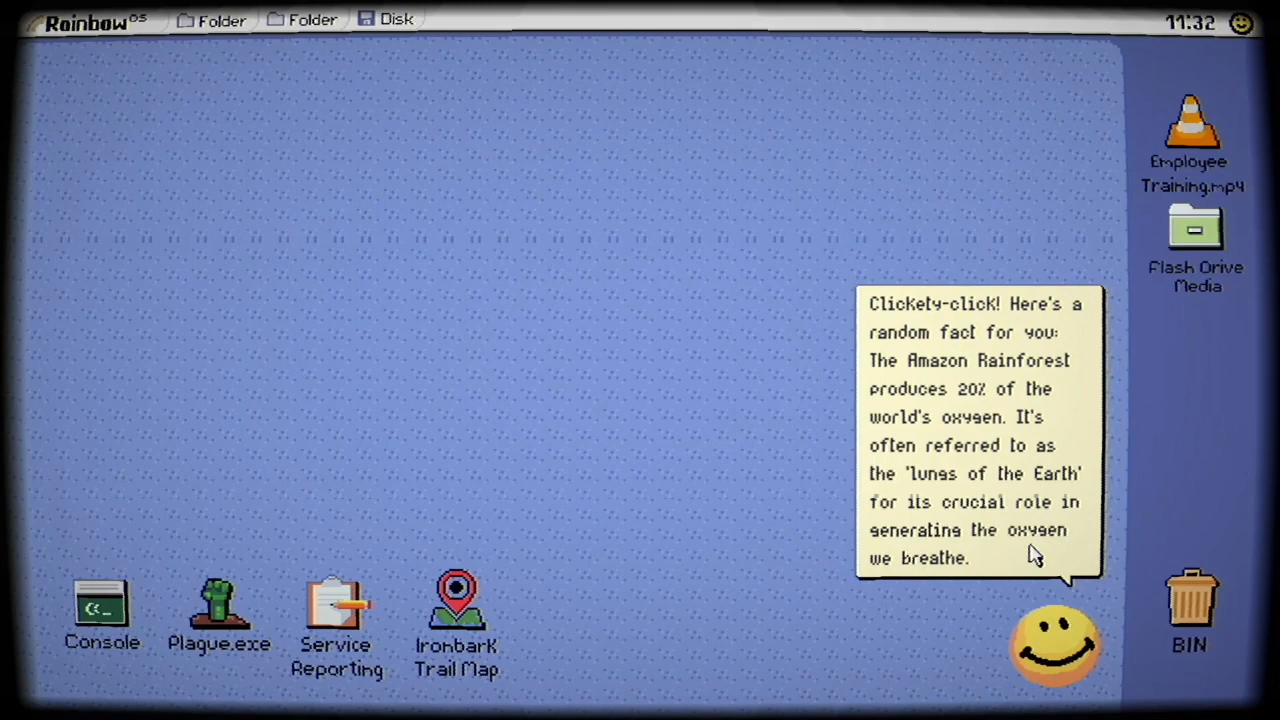 Rainbow OS
Folder
Folder
Disk
11:32
Employee
Training.mp4
Flash Drive
Media
Clickety-click! Here's a
random fact for you:
The Amazon Rainforest
produces 20% of the
world's oxygen. It's
often referred to as
the 'lungs of the Earth'
for its crucial role in
generating the oxygen
we breathe.
Console
Plague.exe
Service
Reporting
Ironbark
Trail Map
BIN